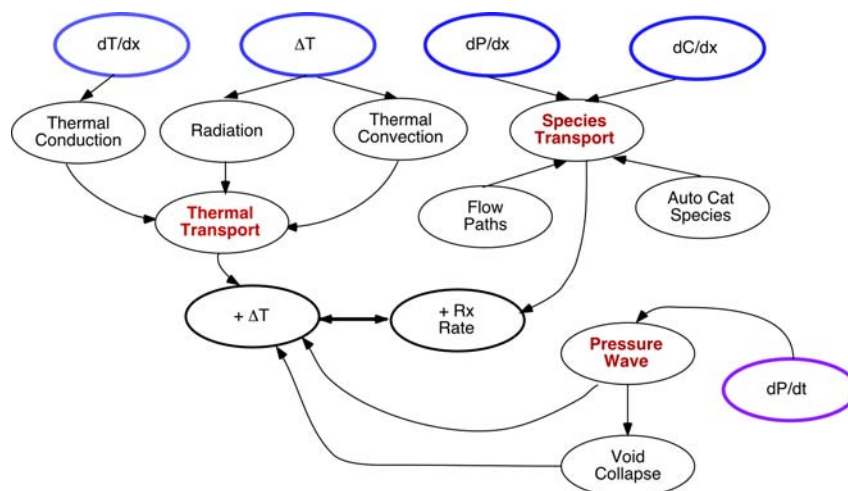 dT/dx
ΔT
dP/dx
dC/dx
Thermal
Conduction
Radiation
Thermal
Convection
Species
Transport
Thermal
Transport
Flow
Paths
Auto Cat
Species
+ ΔT
+ Rx
Rate
Pressure
Wave
dP/dt
Void
Collapse